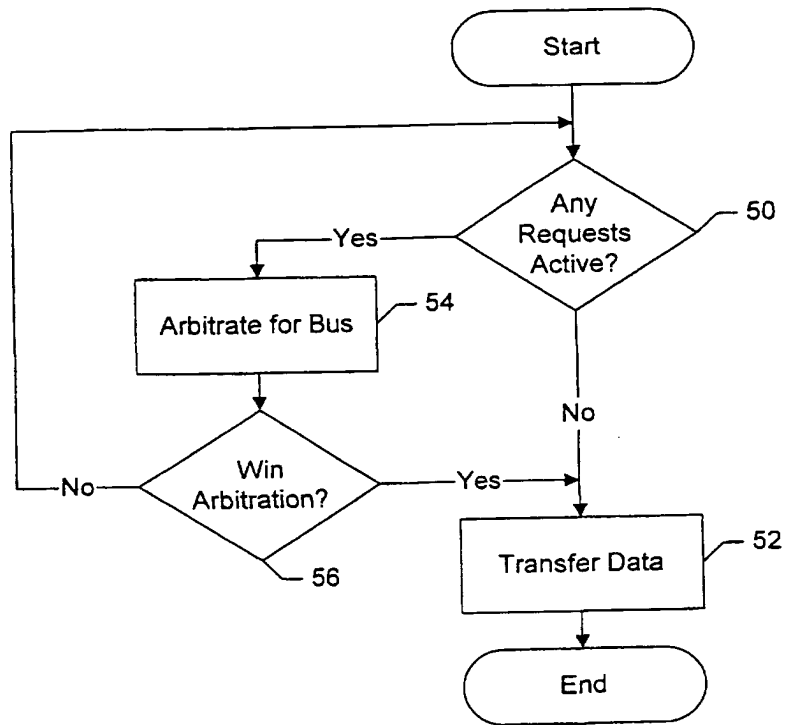 Start
Any
Requests
Active?
50
Yes
Arbitrate for Bus
54
No
Win
Arbitration?
No
Yes
56
Transfer Data
52
End